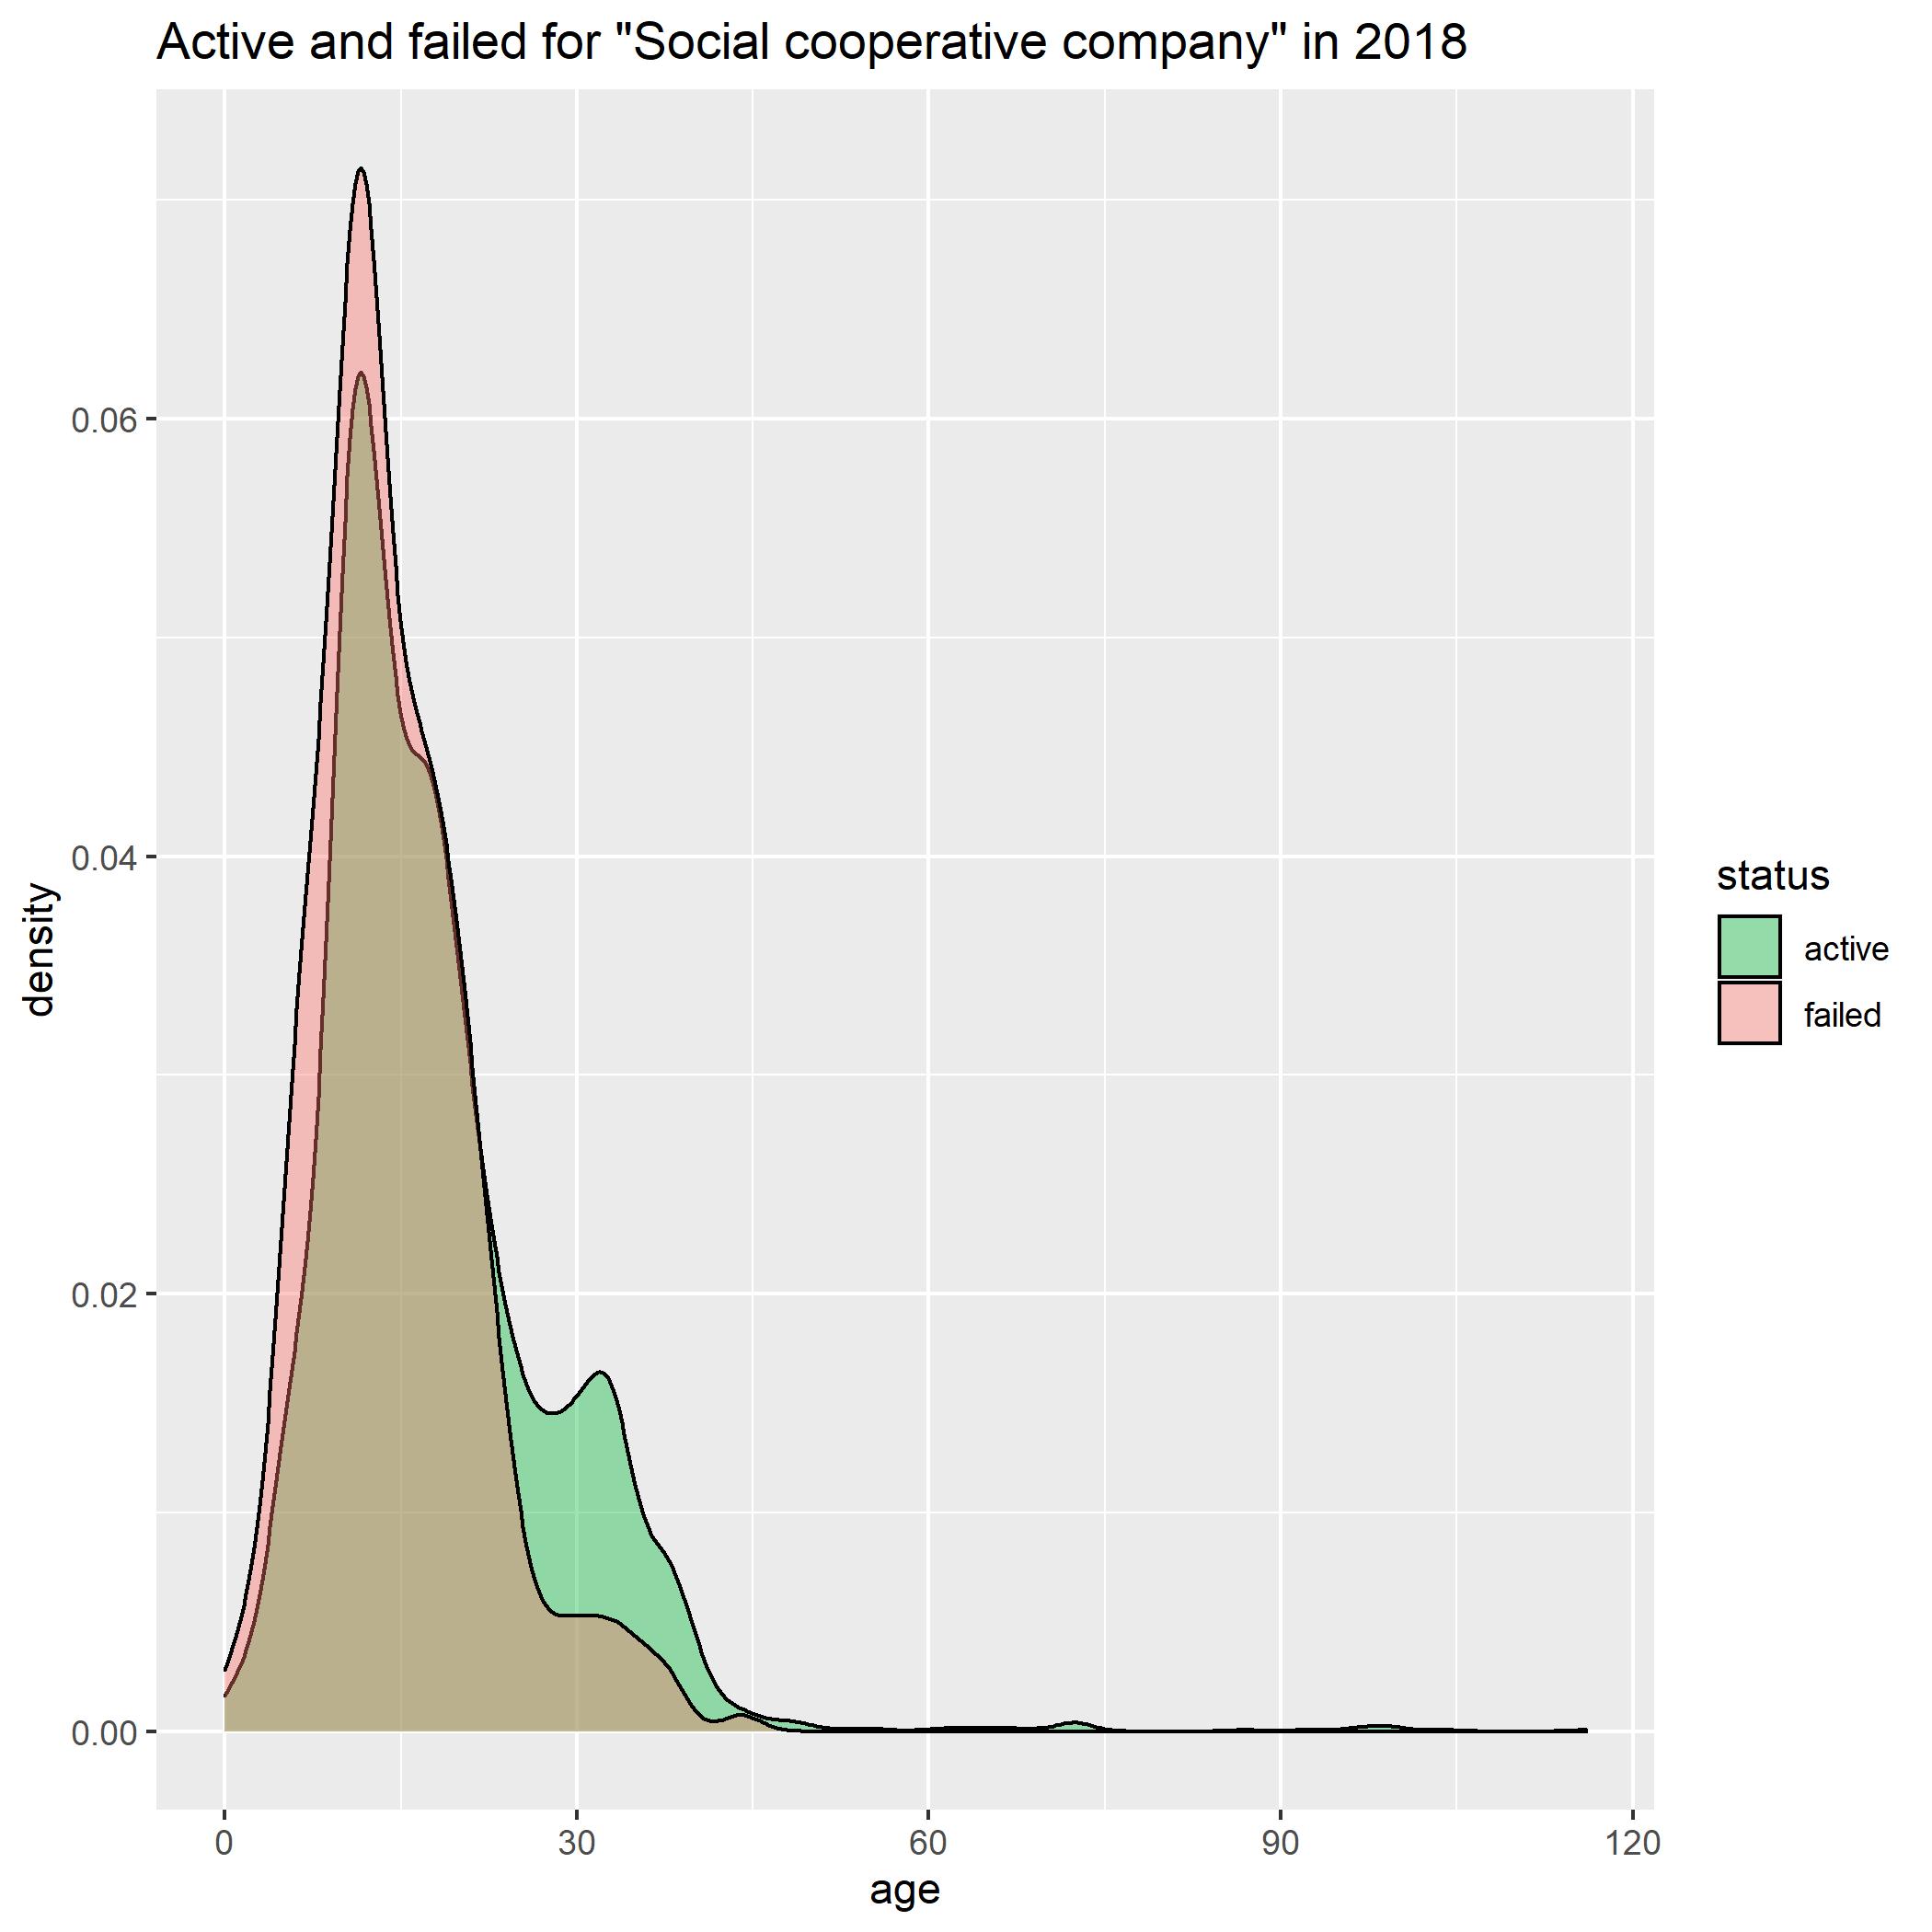 Active and failed for "Social cooperative company" in 2018
0.06
0.04
0.02
0.00
density
0 30 60 90 120
age
status
active
failed